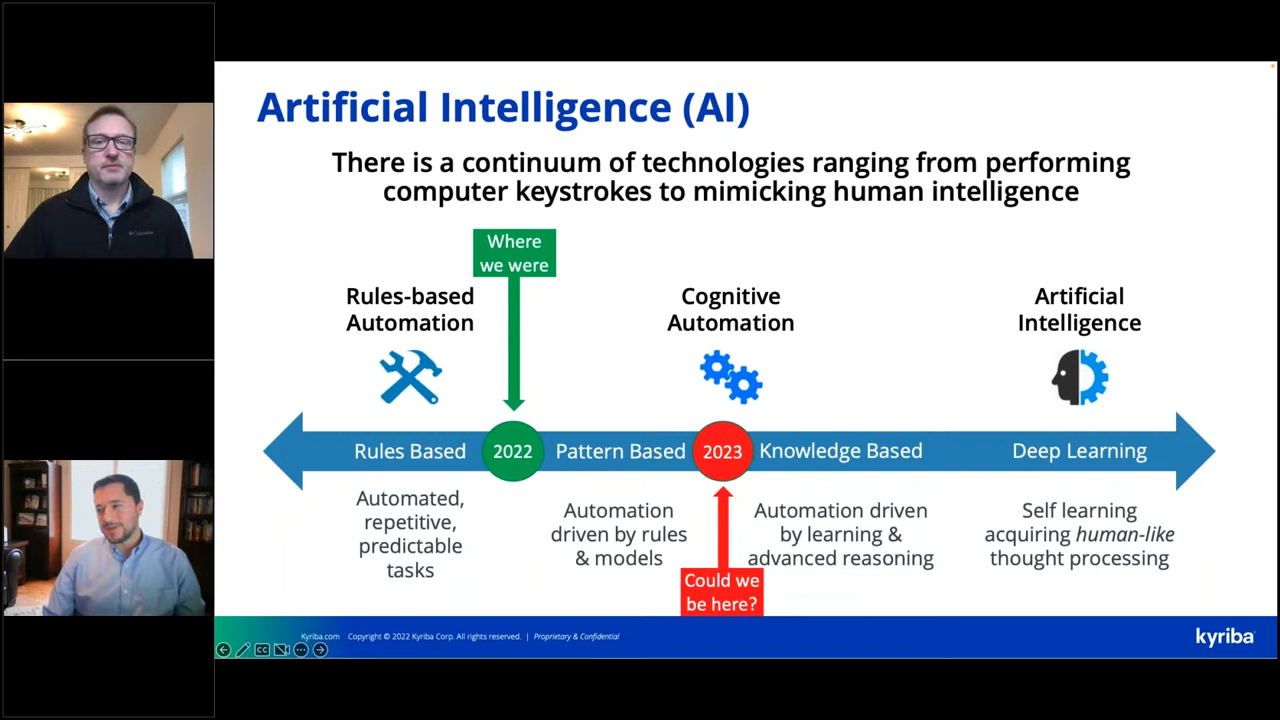 Artificial Intelligence (AI)
There is a continuum of technologies ranging from performing
computer keystrokes to mimicking human intelligence
Where
we were
Rules-based
Automation
Cognitive
Automation
Artificial
Intelligence
Rules Based
2022
Pattern Based
2023
Knowledge Based
Deep Learning
Automated,
repetitive,
predictable
tasks
Automation
driven by rules
& models
Automation driven
by learning &
advanced reasoning
Self learning
acquiring human-like
thought processing
Could we
be here?
Kyriba.com Copyright © 2022 Kyriba Corp. All rights reserved. | Proprietary & Confidential
kyriba
CC
Columbia